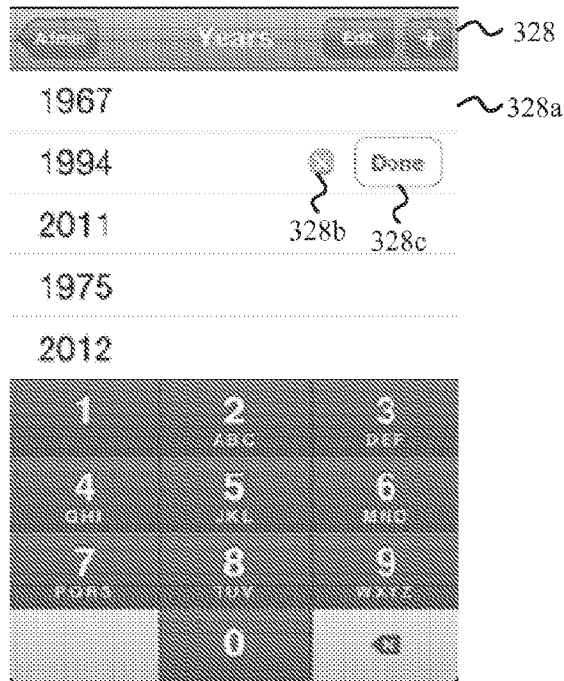 Years Edit + 328
1967 328a
1994 Done
2011 328b 328c
1975
2012
1 2 3
ABC DEF
4 5 6
GHI JKL MNO
7 8 9
PQRS TUV WXYZ
0